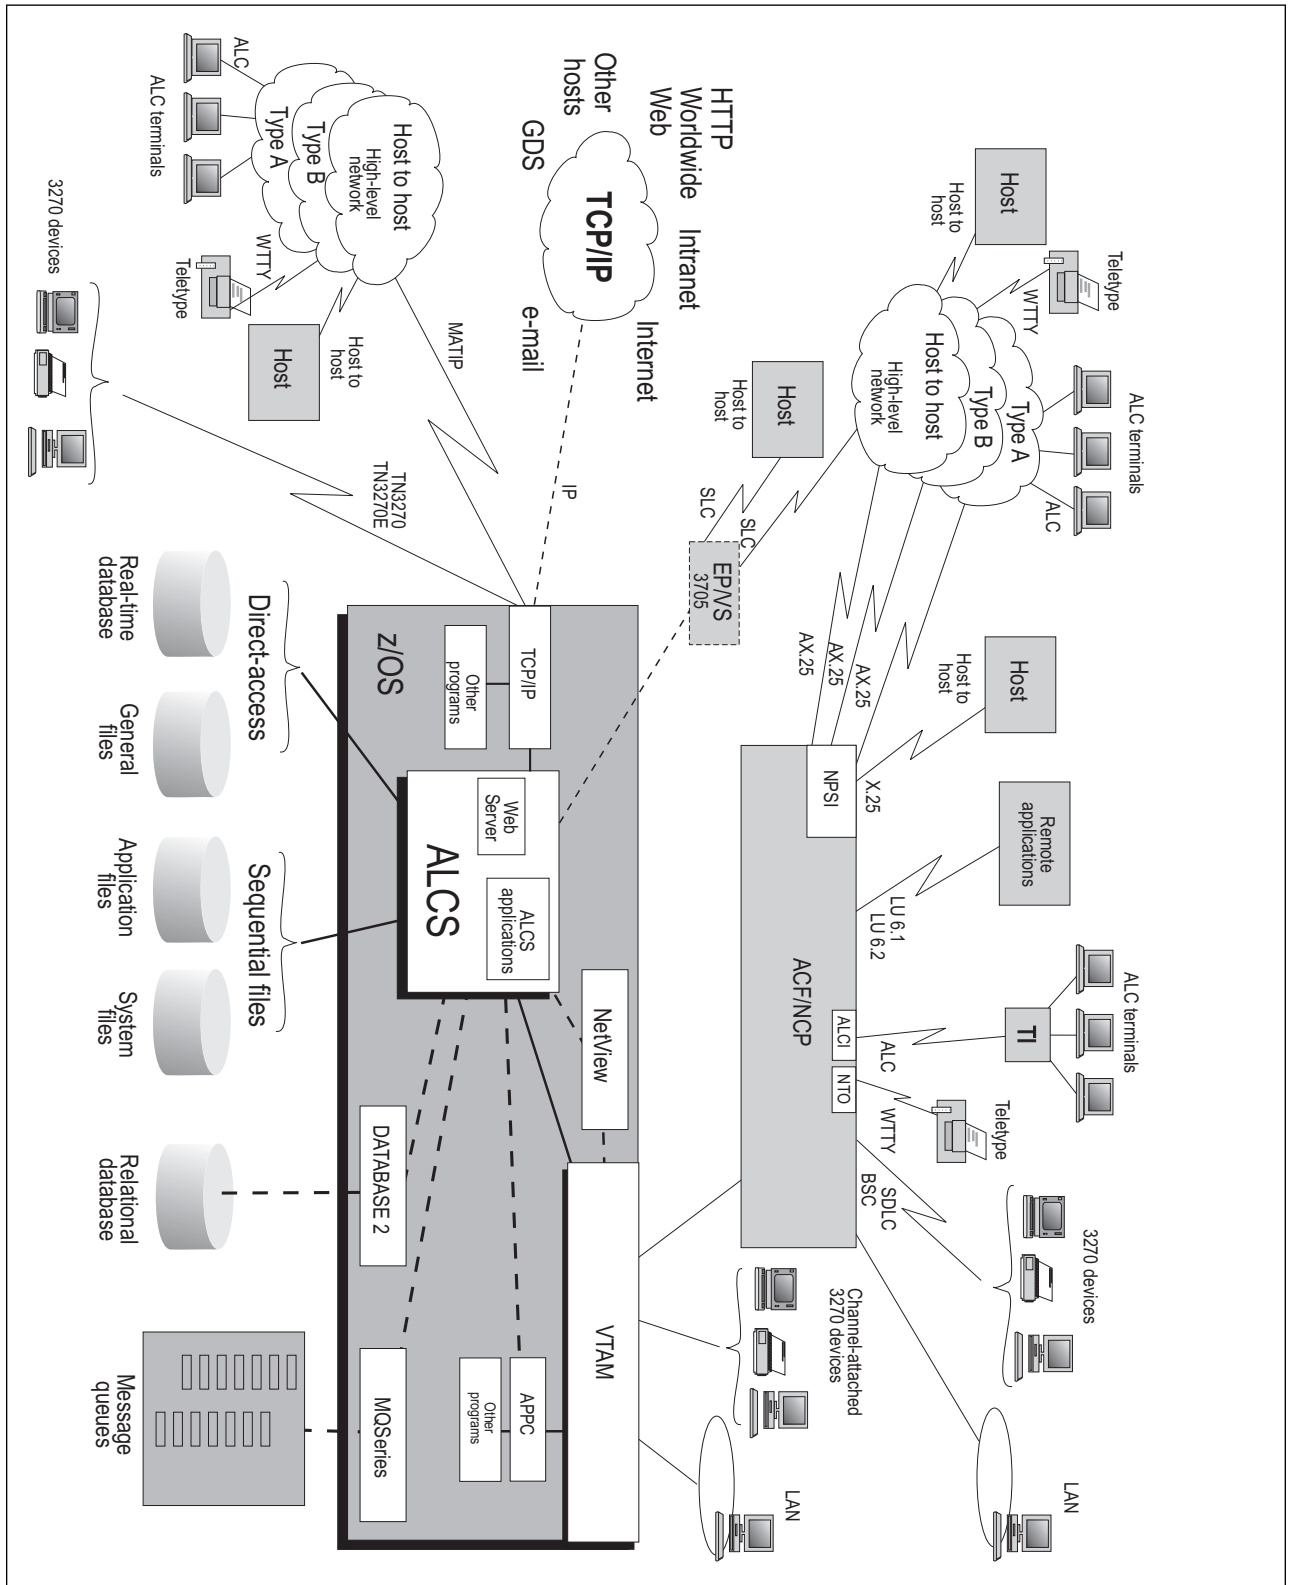 ALC terminals
ALC
Type A
Type B
Host to host
High-level
network
WTTY
Teletype
Host to
host
Host
3270 devices
MATIP
TN3270
TN3270E
Other
hosts
HTTP
Worldwide
Web
GDS
TCP/IP
Intranet
Internet
e-mail
IP
Host
Host to
host
Teletype
WTTY
ALC terminals
ALC
Type A
Type B
Host to host
High-level
network
Host
Host to
host
SLC
SLC
EP/VS
3705
AX.25
AX.25
AX.25
Host
Host to
host
X.25
NPSI
Remote
applications
LU 6.1
LU 6.2
ACF/NCP
ALC terminals
TI
ALC
ALCI
NTO
WTTY
Teletype
SDLC
BSC
3270 devices
LAN
Channel-attached
3270 devices
LAN
z/OS
TCP/IP
Other
programs
Web
Server
ALCS
applications
ALCS
NetView
VTAM
DATABASE 2
APPC
Other
programs
MQSeries
Direct-access
Real-time
database
General
files
Sequential files
Application
files
System
files
Relational
database
Message
queues